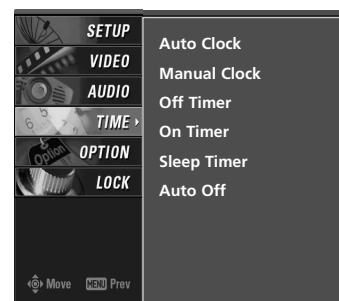 SETUP
VIDEO
AUDIO
TIME
OPTION
LOCK
Auto Clock
Manual Clock
Off Timer
On Timer
Sleep Timer
Auto Off
Option
Move MENU Prev